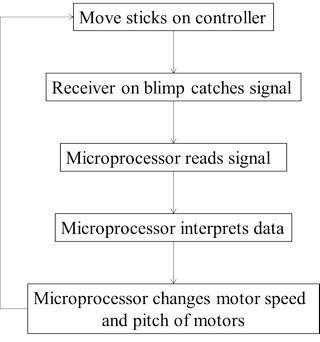 Move sticks on controller
Receiver on blimp catches signal
Microprocessor reads signal
Microprocessor interprets data
Microprocessor changes motor speed
and pitch of motors